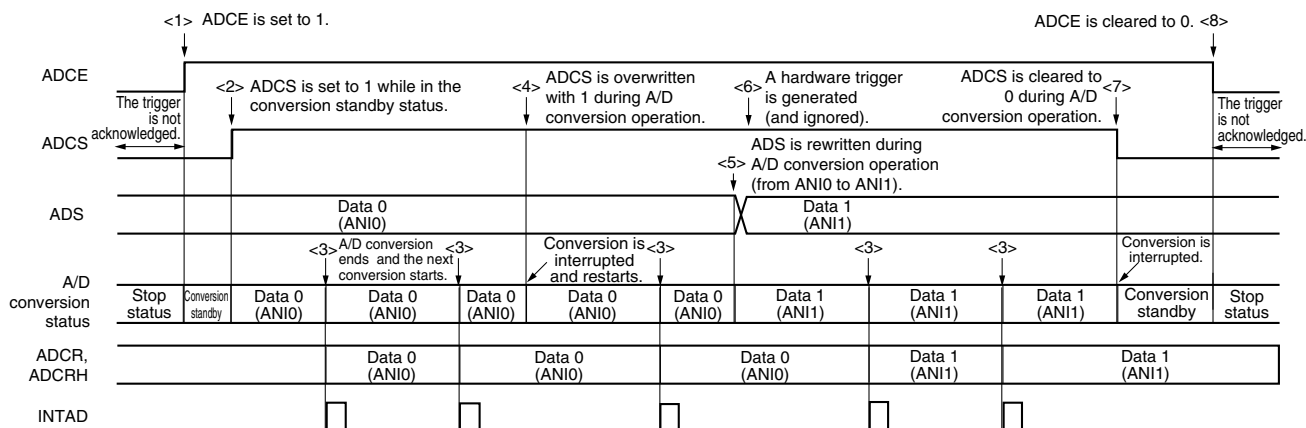 <1> ADCE is set to 1.
ADCE is cleared to 0. <8>
ADCE
The trigger
is not
acknowledged.
<2> ADCS is set to 1 while in the
conversion standby status.
<4> ADCS is overwritten
with 1 during A/D
conversion operation.
<6> A hardware trigger
is generated
(and ignored).
ADCS is cleared to <7>
0 during A/D
conversion operation.
The trigger
is not
acknowledged.
ADCS
<5> ADS is rewritten during
A/D conversion operation
(from ANI0 to ANI1).
ADS
Data 0
(ANI0)
Data 1
(ANI1)
<3> A/D conversion
ends and the next
conversion starts.
<3>
Conversion is
interrupted
and restarts.
<3>
<3>
<3>
Conversion is
interrupted.
A/D
conversion
status
Stop
status
Conversion
standby
Data 0
(ANI0)
Data 0
(ANI0)
Data 0
(ANI0)
Data 0
(ANI0)
Data 0
(ANI0)
Data 1
(ANI1)
Data 1
(ANI1)
Data 1
(ANI1)
Conversion
standby
Stop
status
ADCR,
ADCRH
Data 0
(ANI0)
Data 0
(ANI0)
Data 0
(ANI0)
Data 1
(ANI1)
Data 1
(ANI1)
INTAD